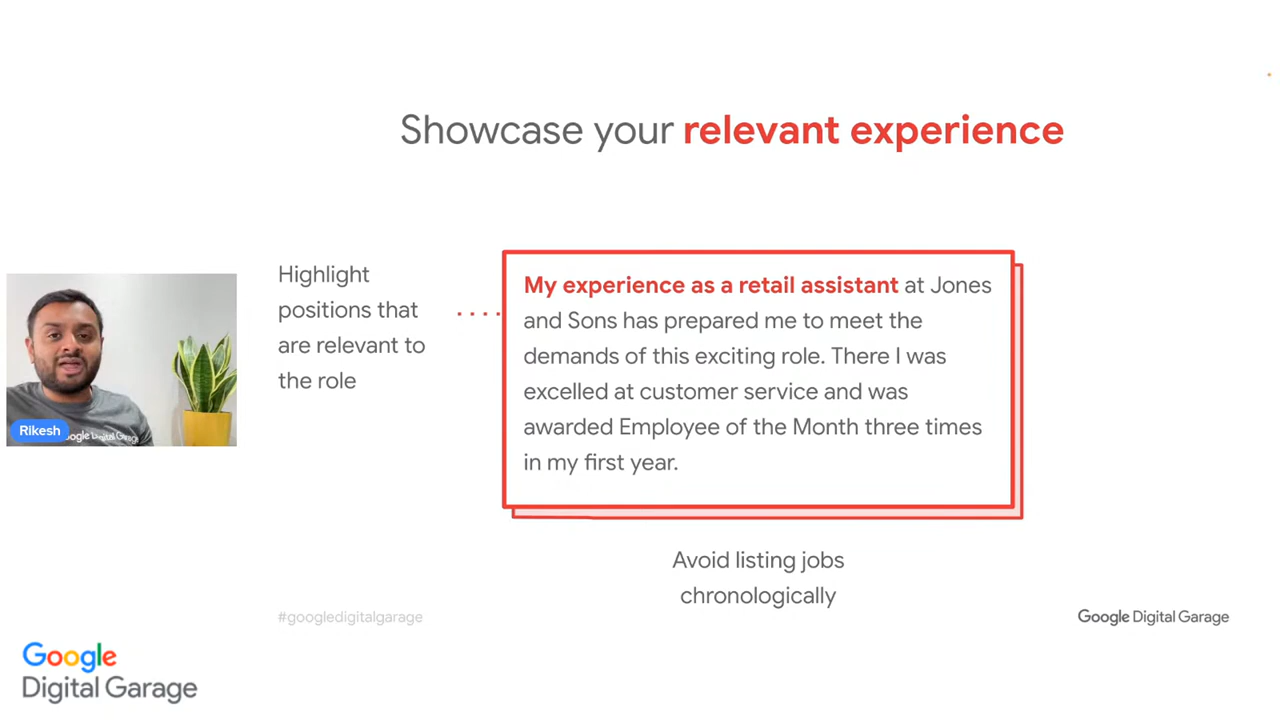 Showcase your relevant experience
Highlight
positions that
are relevant to
the role
My experience as a retail assistant at Jones
and Sons has prepared me to meet the
demands of this exciting role. There I was
excelled at customer service and was
awarded Employee of the Month three times
in my first year.
Avoid listing jobs
chronologically
Rikesh
Google Digital Garage
#googledigitalgarage
Google Digital Garage
Google
Digital Garage